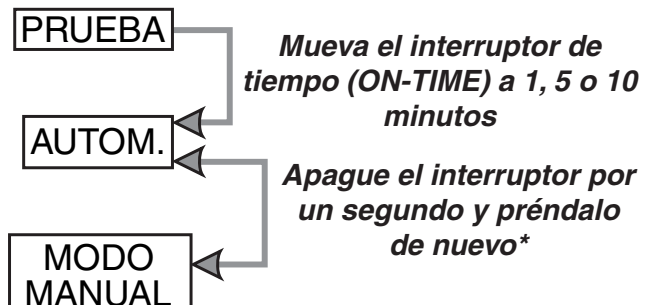 PRUEBA
Mueva el interruptor de
tiempo (ON-TIME) a 1, 5 o 10
minutos
AUTOM.
Apague el interruptor por
un segundo y préndalo
de nuevo*
MODO
MANUAL